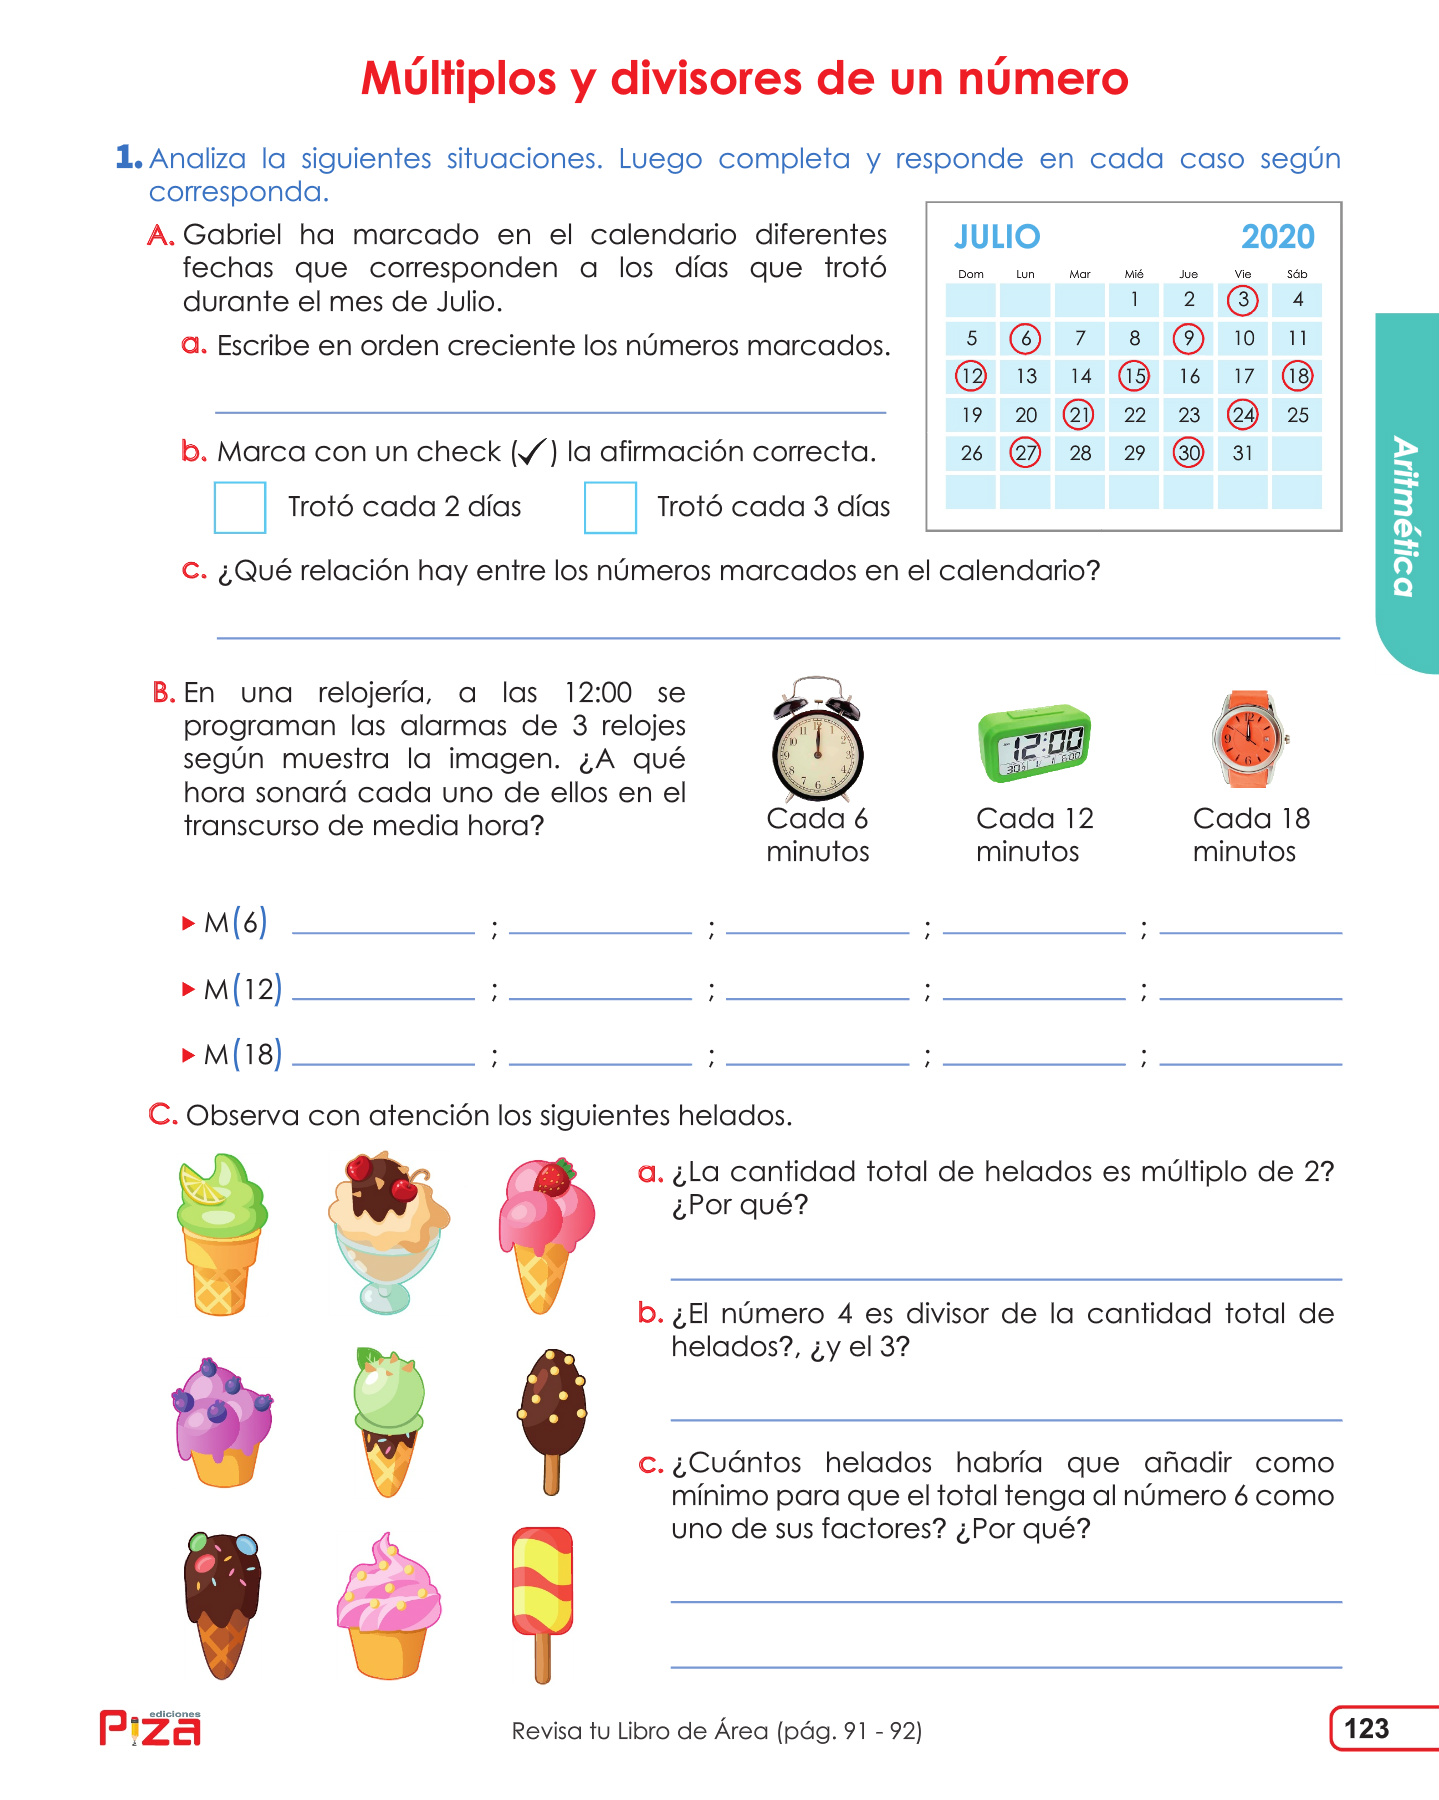 Múltiplos y divisores de un número
1. Analiza la siguientes situaciones. Luego completa y responde en cada caso según
corresponda.
A. Gabriel ha marcado en el calendario diferentes
fechas que corresponden a los días que trotó
durante el mes de Julio.
a. Escribe en orden creciente los números marcados.
b. Marca con un check (✓) la afirmación correcta.
Trotó cada 2 días Trotó cada 3 días
JULIO 2020
Dom Lun Mar Mié Jue Vie Sáb
1 2 3 4
5 6 7 8 9 10 11
12 13 14 15 16 17 18
19 20 21 22 23 24 25
26 27 28 29 30 31
c. ¿Qué relación hay entre los números marcados en el calendario?
Aritmética
B. En una relojería, a las 12:00 se
programan las alarmas de 3 relojes
según muestra la imagen. ¿A qué
hora sonará cada uno de ellos en el
transcurso de media hora?
12:00
Cada 6
minutos
Cada 12
minutos
Cada 18
minutos
M(6) ; ; ; ;
M(12) ; ; ; ;
M(18) ; ; ; ;
C. Observa con atención los siguientes helados.
a. ¿La cantidad total de helados es múltiplo de 2?
¿Por qué?
b. ¿El número 4 es divisor de la cantidad total de
helados?, ¿y el 3?
c. ¿Cuántos helados habría que añadir como
mínimo para que el total tenga al número 6 como
uno de sus factores? ¿Por qué?
ediciones
Piza
Revisa tu Libro de Área (pág. 91 - 92)
123